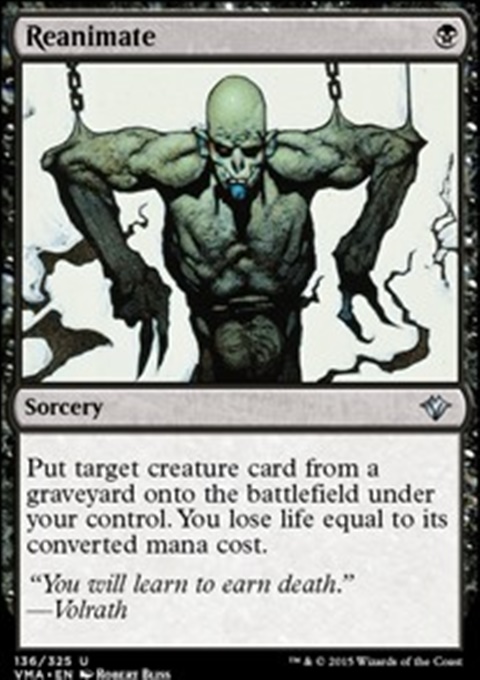 Reanimate
Sorcery
Put target creature card from a
graveyard onto the battlefield under
your control. You lose life equal to its
converted mana cost.
“You will learn to earn death.”
—Volrath
136/325 U
VMA • EN Robert Bliss
™ & © 2015 Wizards of the Coast